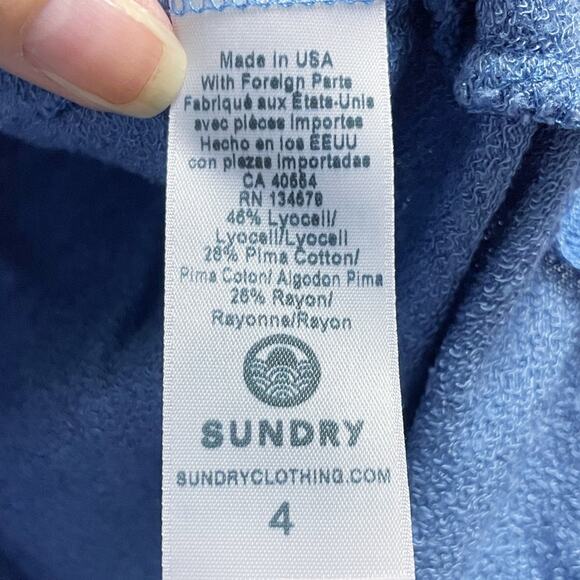 Made in USA
With Foreign Parts
Fabriqué aux États-Unis
avec pièces Importes
Hecho en los EEUU
con piezas Importadas
CA 40554
RN 134679
46% Lyocell/
Lyocell/Lyocell
28% Pima Cotton/
Pima Coton/ Algodon Pima
26% Rayon/
Rayonne/Rayon
SUNDRY
SUNDRYCLOTHING.COM
4